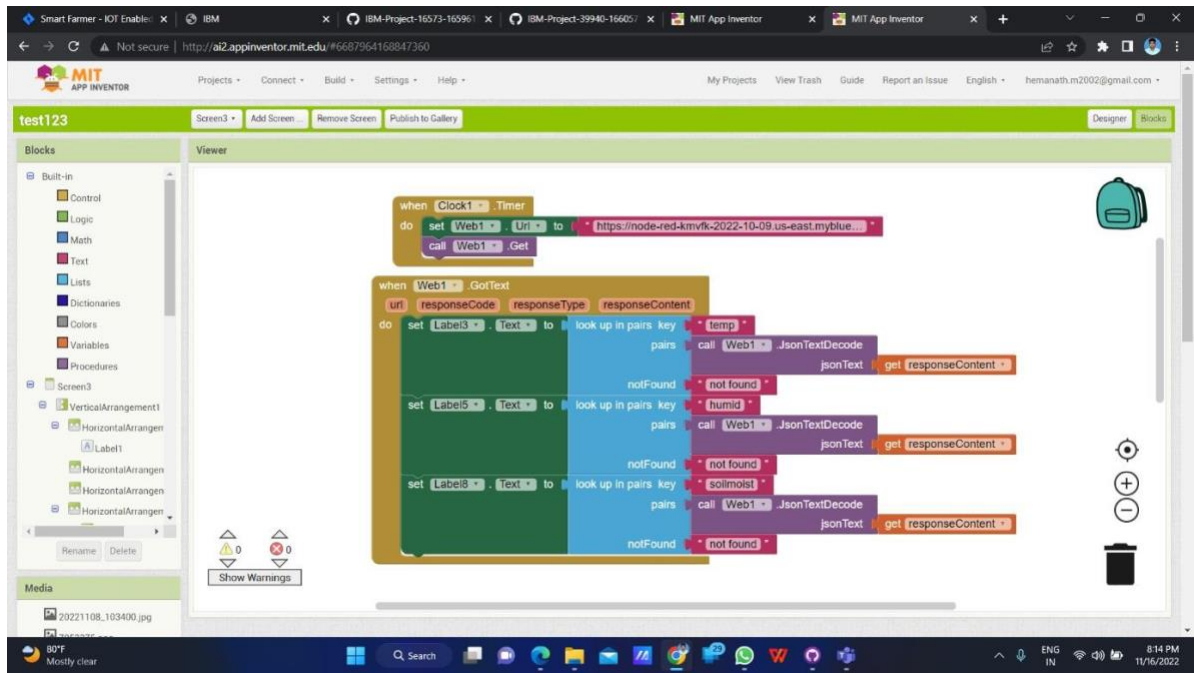 Smart Farmer - IOT Enabled
IBM
IBM-Project-16573-165961
IBM-Project-39940-166057
MIT App Inventor
MIT App Inventor
Not secure | http://ai2.appinventor.mit.edu/#6687964168847360
MIT
APP INVENTOR
Projects
Connect
Build
Settings
Help
My Projects
View Trash
Guide
Report an Issue
English
hemanath.m2002@gmail.com
test123
Screen3
Add Screen ...
Remove Screen
Publish to Gallery
Designer
Blocks
Blocks
Viewer
Built-in
Control
Logic
Math
Text
Lists
Dictionaries
Colors
Variables
Procedures
Screen3
VerticalArrangement1
HorizontalArrangen
Label1
HorizontalArrangen
HorizontalArrangen
HorizontalArrangen
Rename
Delete
Media
20221108_103400.jpg
when Clock1 .Timer
do set Web1 . Url to " https://node-red-kmvfk-2022-10-09.us-east.myblue... "
call Web1 .Get
when Web1 .GotText
url responseCode responseType responseContent
do set Label3 . Text to look up in pairs key " temp "
pairs call Web1 .JsonTextDecode
jsonText get responseContent
notFound " not found "
set Label5 . Text to look up in pairs key " humid "
pairs call Web1 .JsonTextDecode
jsonText get responseContent
notFound " not found "
set Label8 . Text to look up in pairs key " soilmoist "
pairs call Web1 .JsonTextDecode
jsonText get responseContent
notFound " not found "
0
0
Show Warnings
80°F
Mostly clear
Search
29
ENG
IN
8:14 PM
11/16/2022